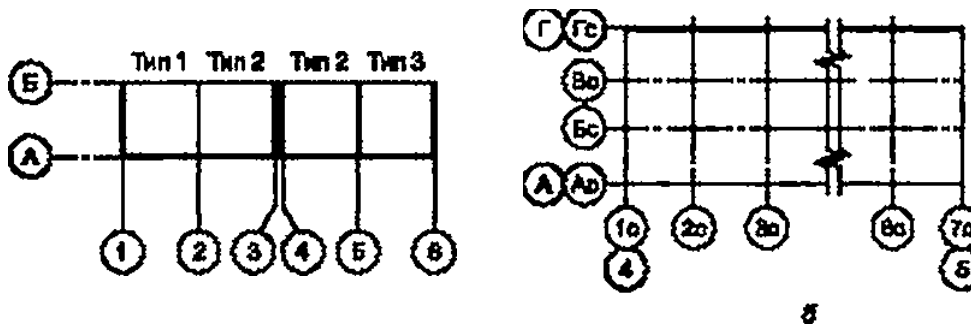 Тип 1 Тип 2 Тип 2 Тип 3
Б
А
1 2 3 4 5 6
Г Гс
Вс
Бс
А Ас
1с 2с 3с 6с 7с
4 5
б